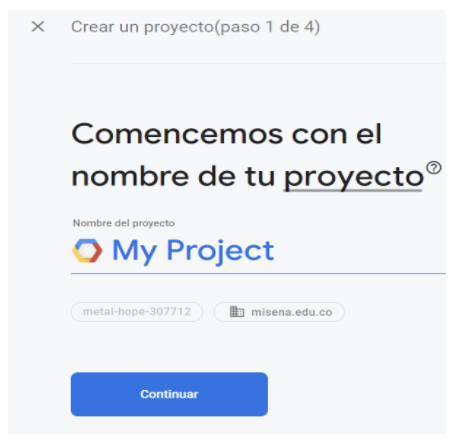 Crear un proyecto(paso 1 de 4)
Comencemos con el
nombre de tu proyecto
Nombre del proyecto
My Project
metal-hope-307712 misena.edu.co
Continuar